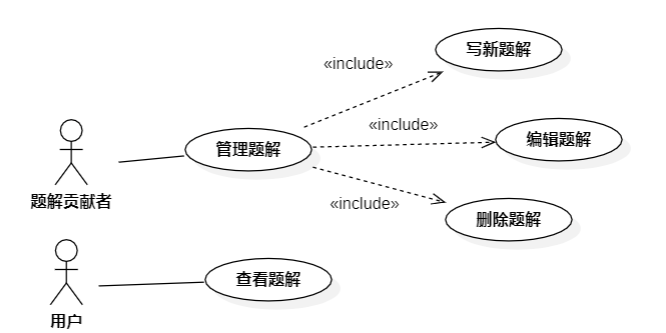 写新题解
«include»
«include»
管理题解
编辑题解
题解贡献者
«include»
删除题解
查看题解
用户